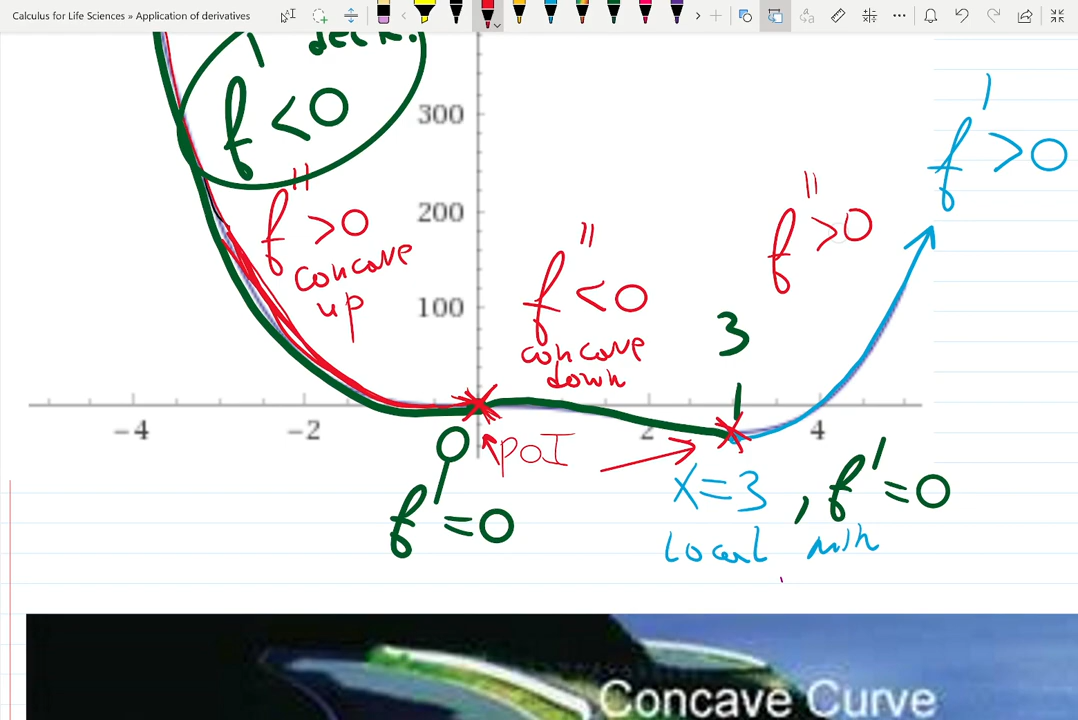 Calculus for Life Sciences » Application of derivatives
decr.
f' < 0
300
f' > 0
f'' > 0
concave
up
200
f'' < 0
concave
down
f'' > 0
100
3
-4
-2
2
4
0
POI
f' = 0
x = 3 , f' = 0
local min
Concave Curve